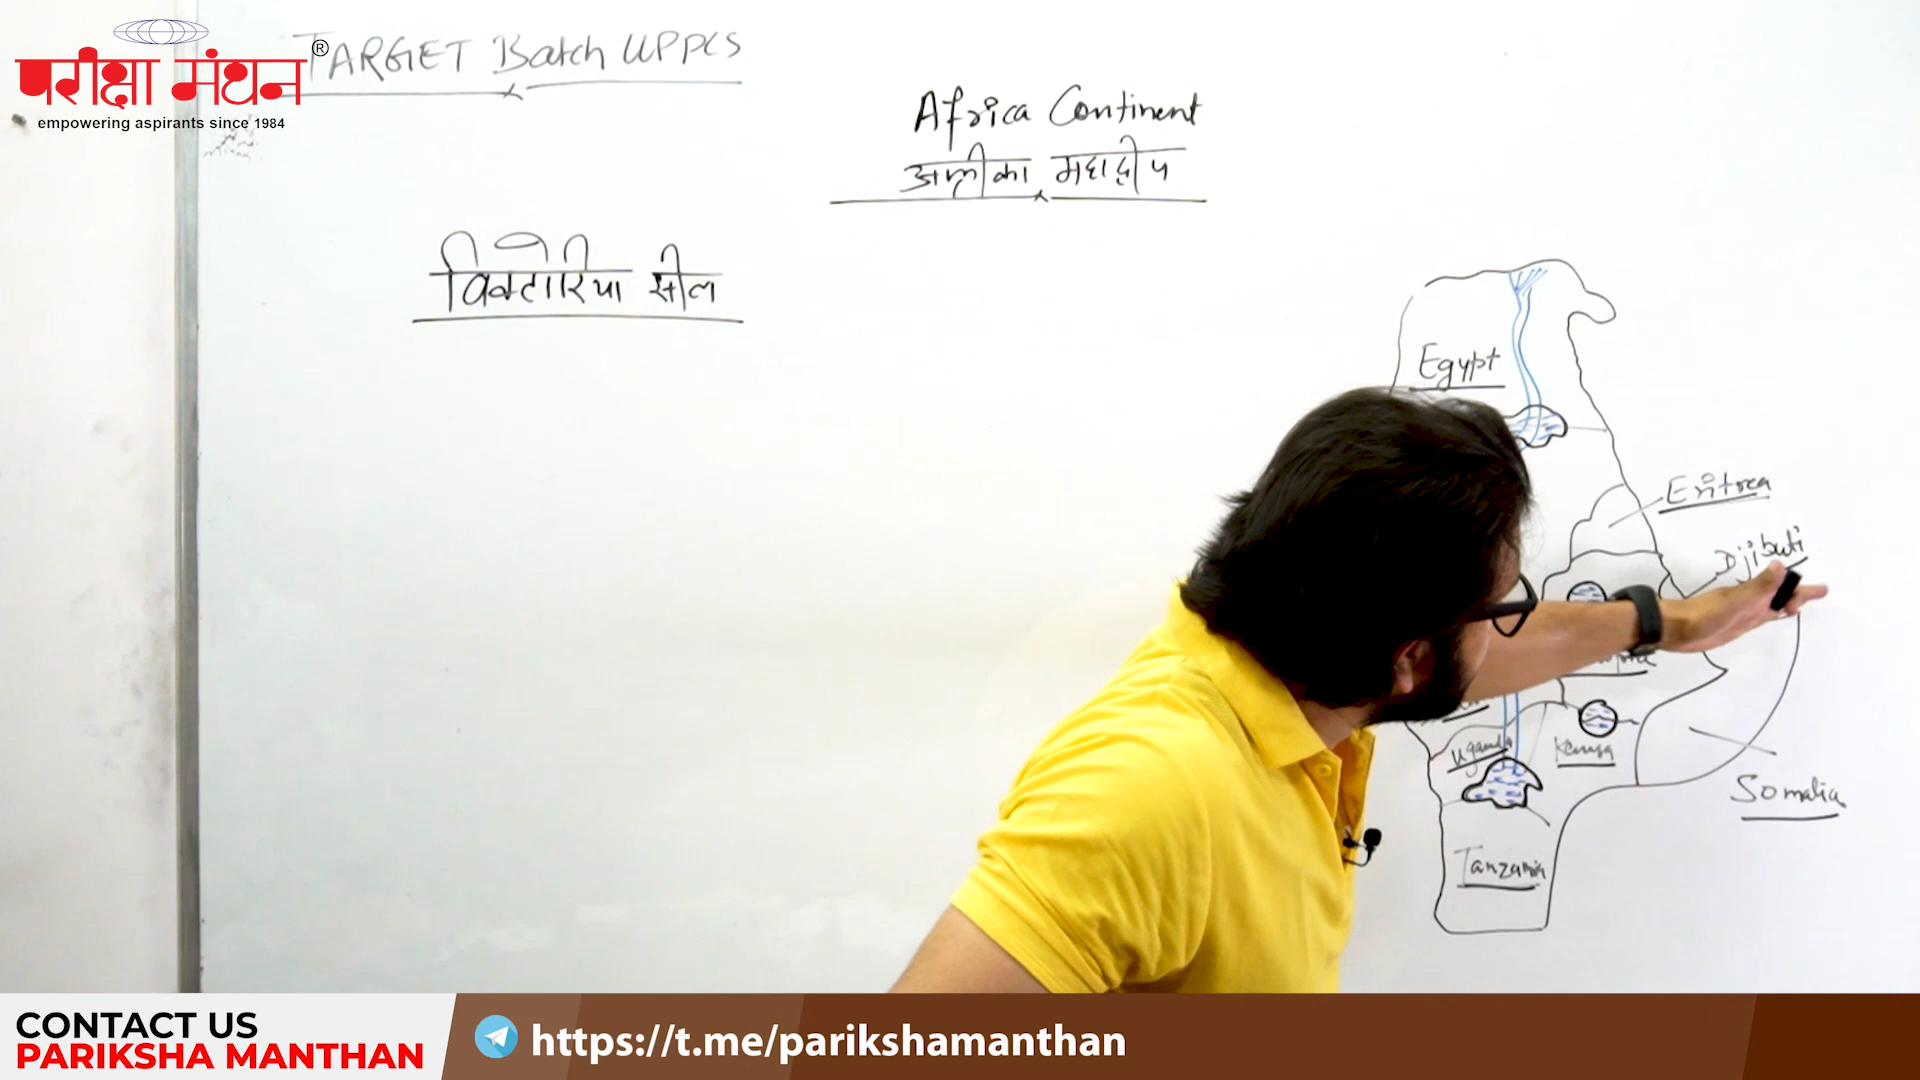 परीक्षा मंथन ®
empowering aspirants since 1984
TARGET Batch UPPCS
Africa Continent
अफ्रीका महाद्वीप
विक्टोरिया झील
Egypt
Eritrea
Djibuti
Uganda
Kenya
Somalia
Tanzania
CONTACT US
PARIKSHA MANTHAN
https://t.me/parikshamanthan